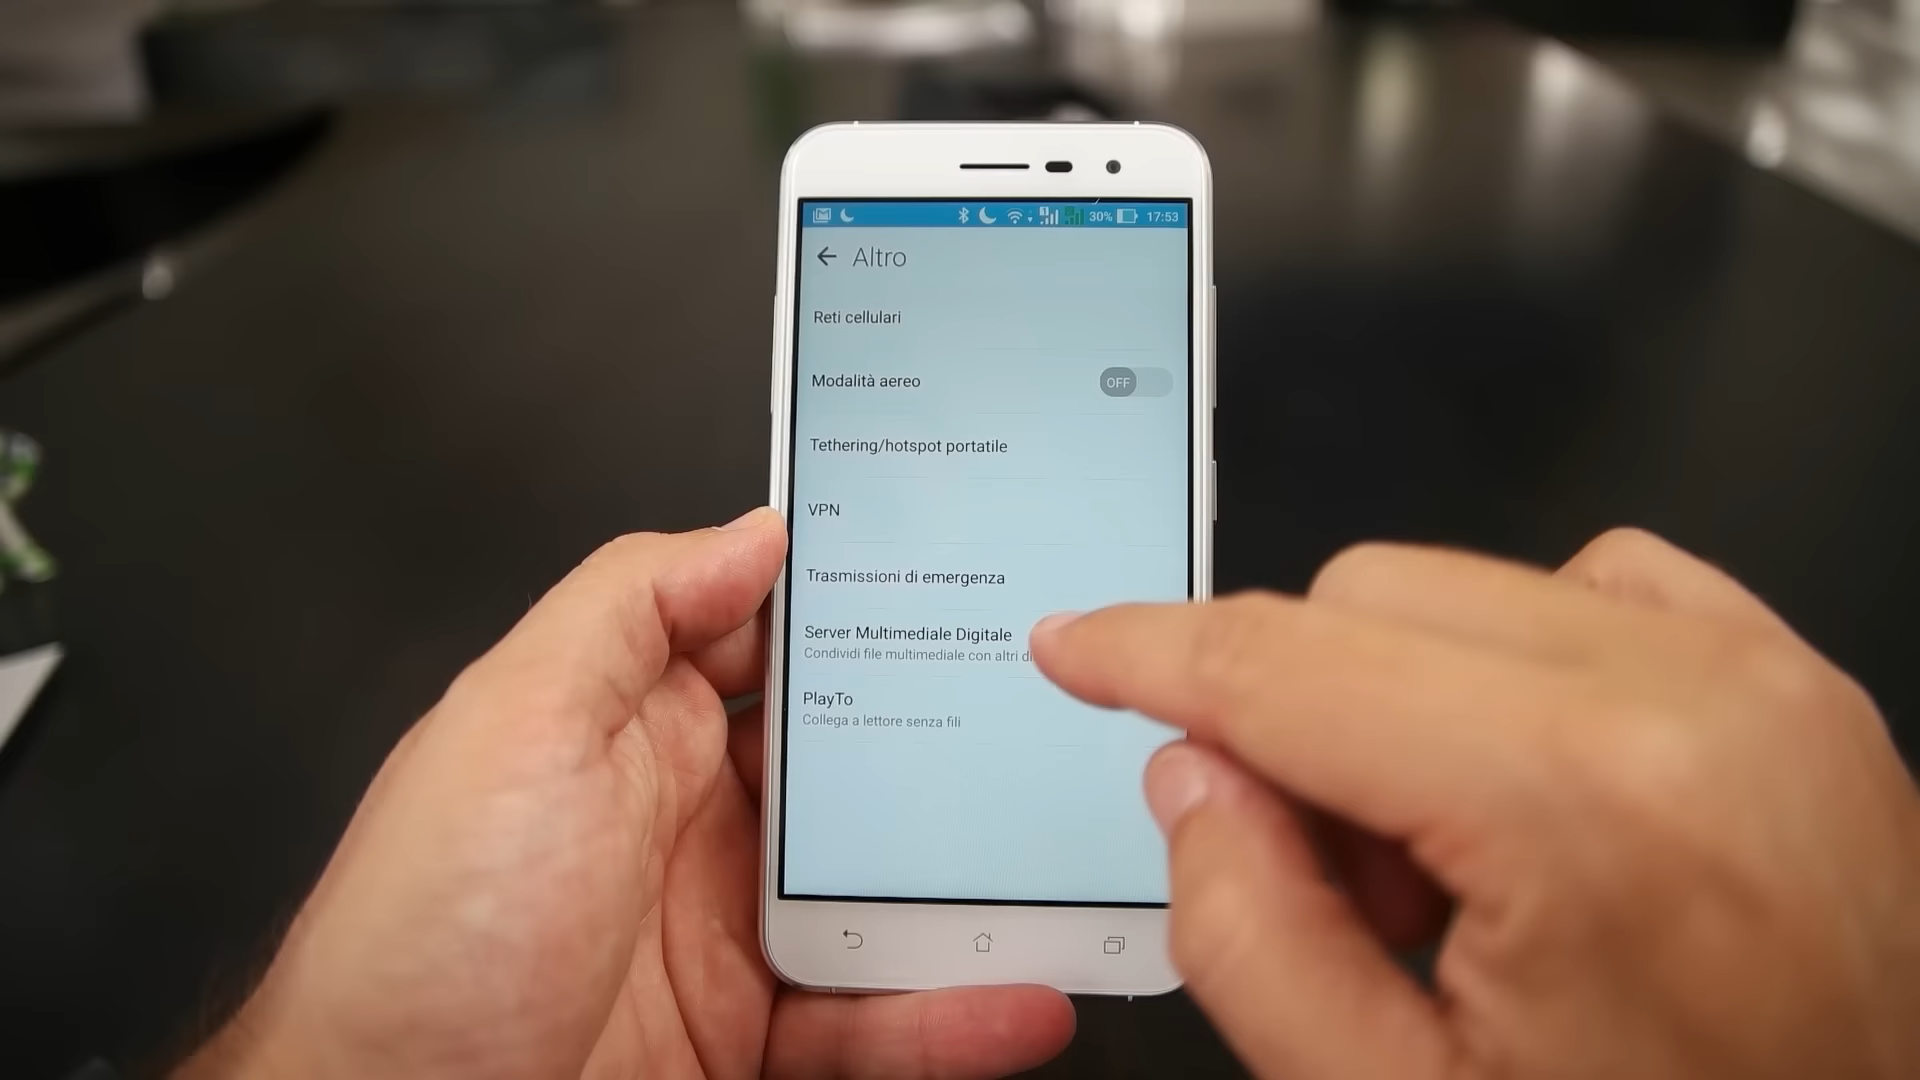 30% 17:53
Altro
Reti cellulari
Modalità aereo OFF
Tethering/hotspot portatile
VPN
Trasmissioni di emergenza
Server Multimediale Digitale
Condividi file multimediale con altri di
PlayTo
Collega a lettore senza fili